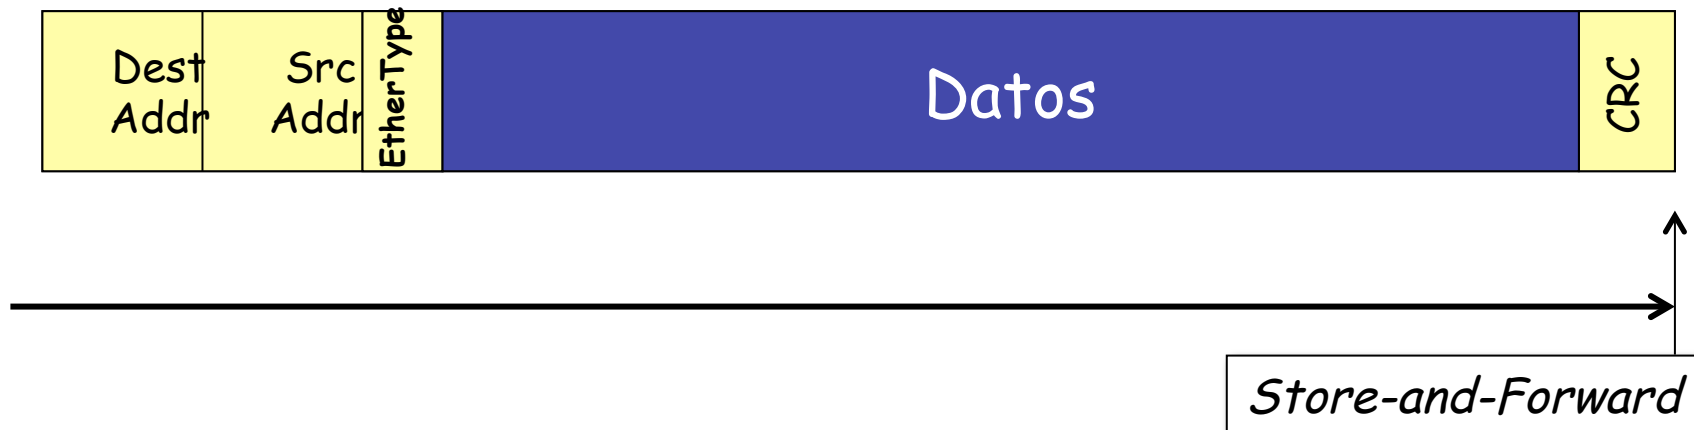 Dest
Addr
Src
Addr
EtherType
Datos
CRC
Store-and-Forward